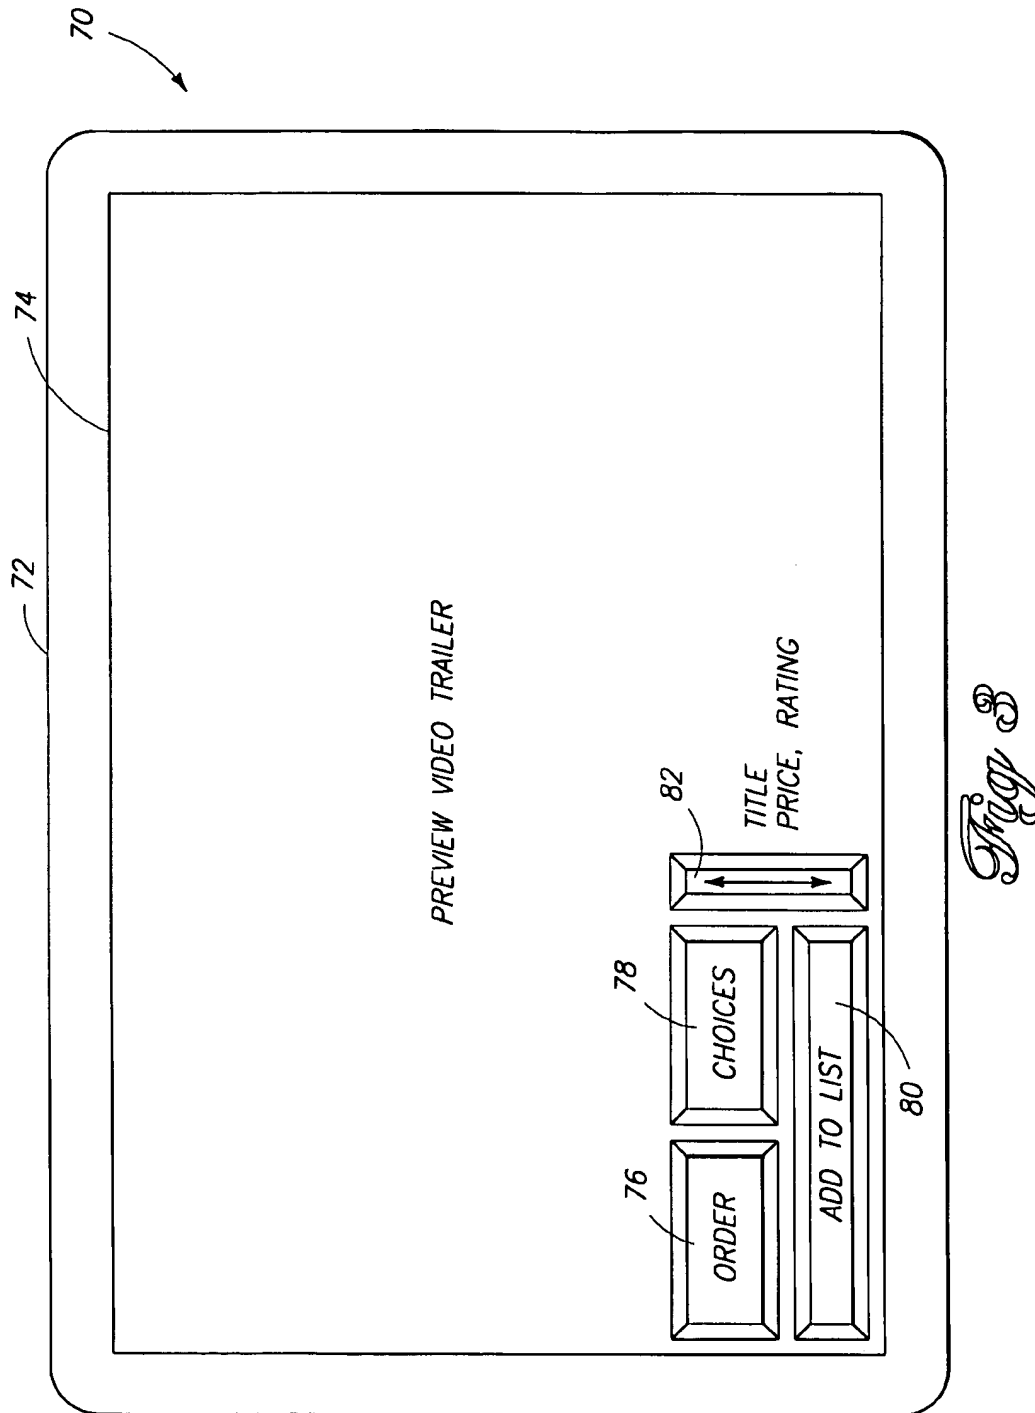 70
74
72
PREVIEW VIDEO TRAILER
76
78
82
ORDER
CHOICES
TITLE
PRICE, RATING
ADD TO LIST
80
Fig 3